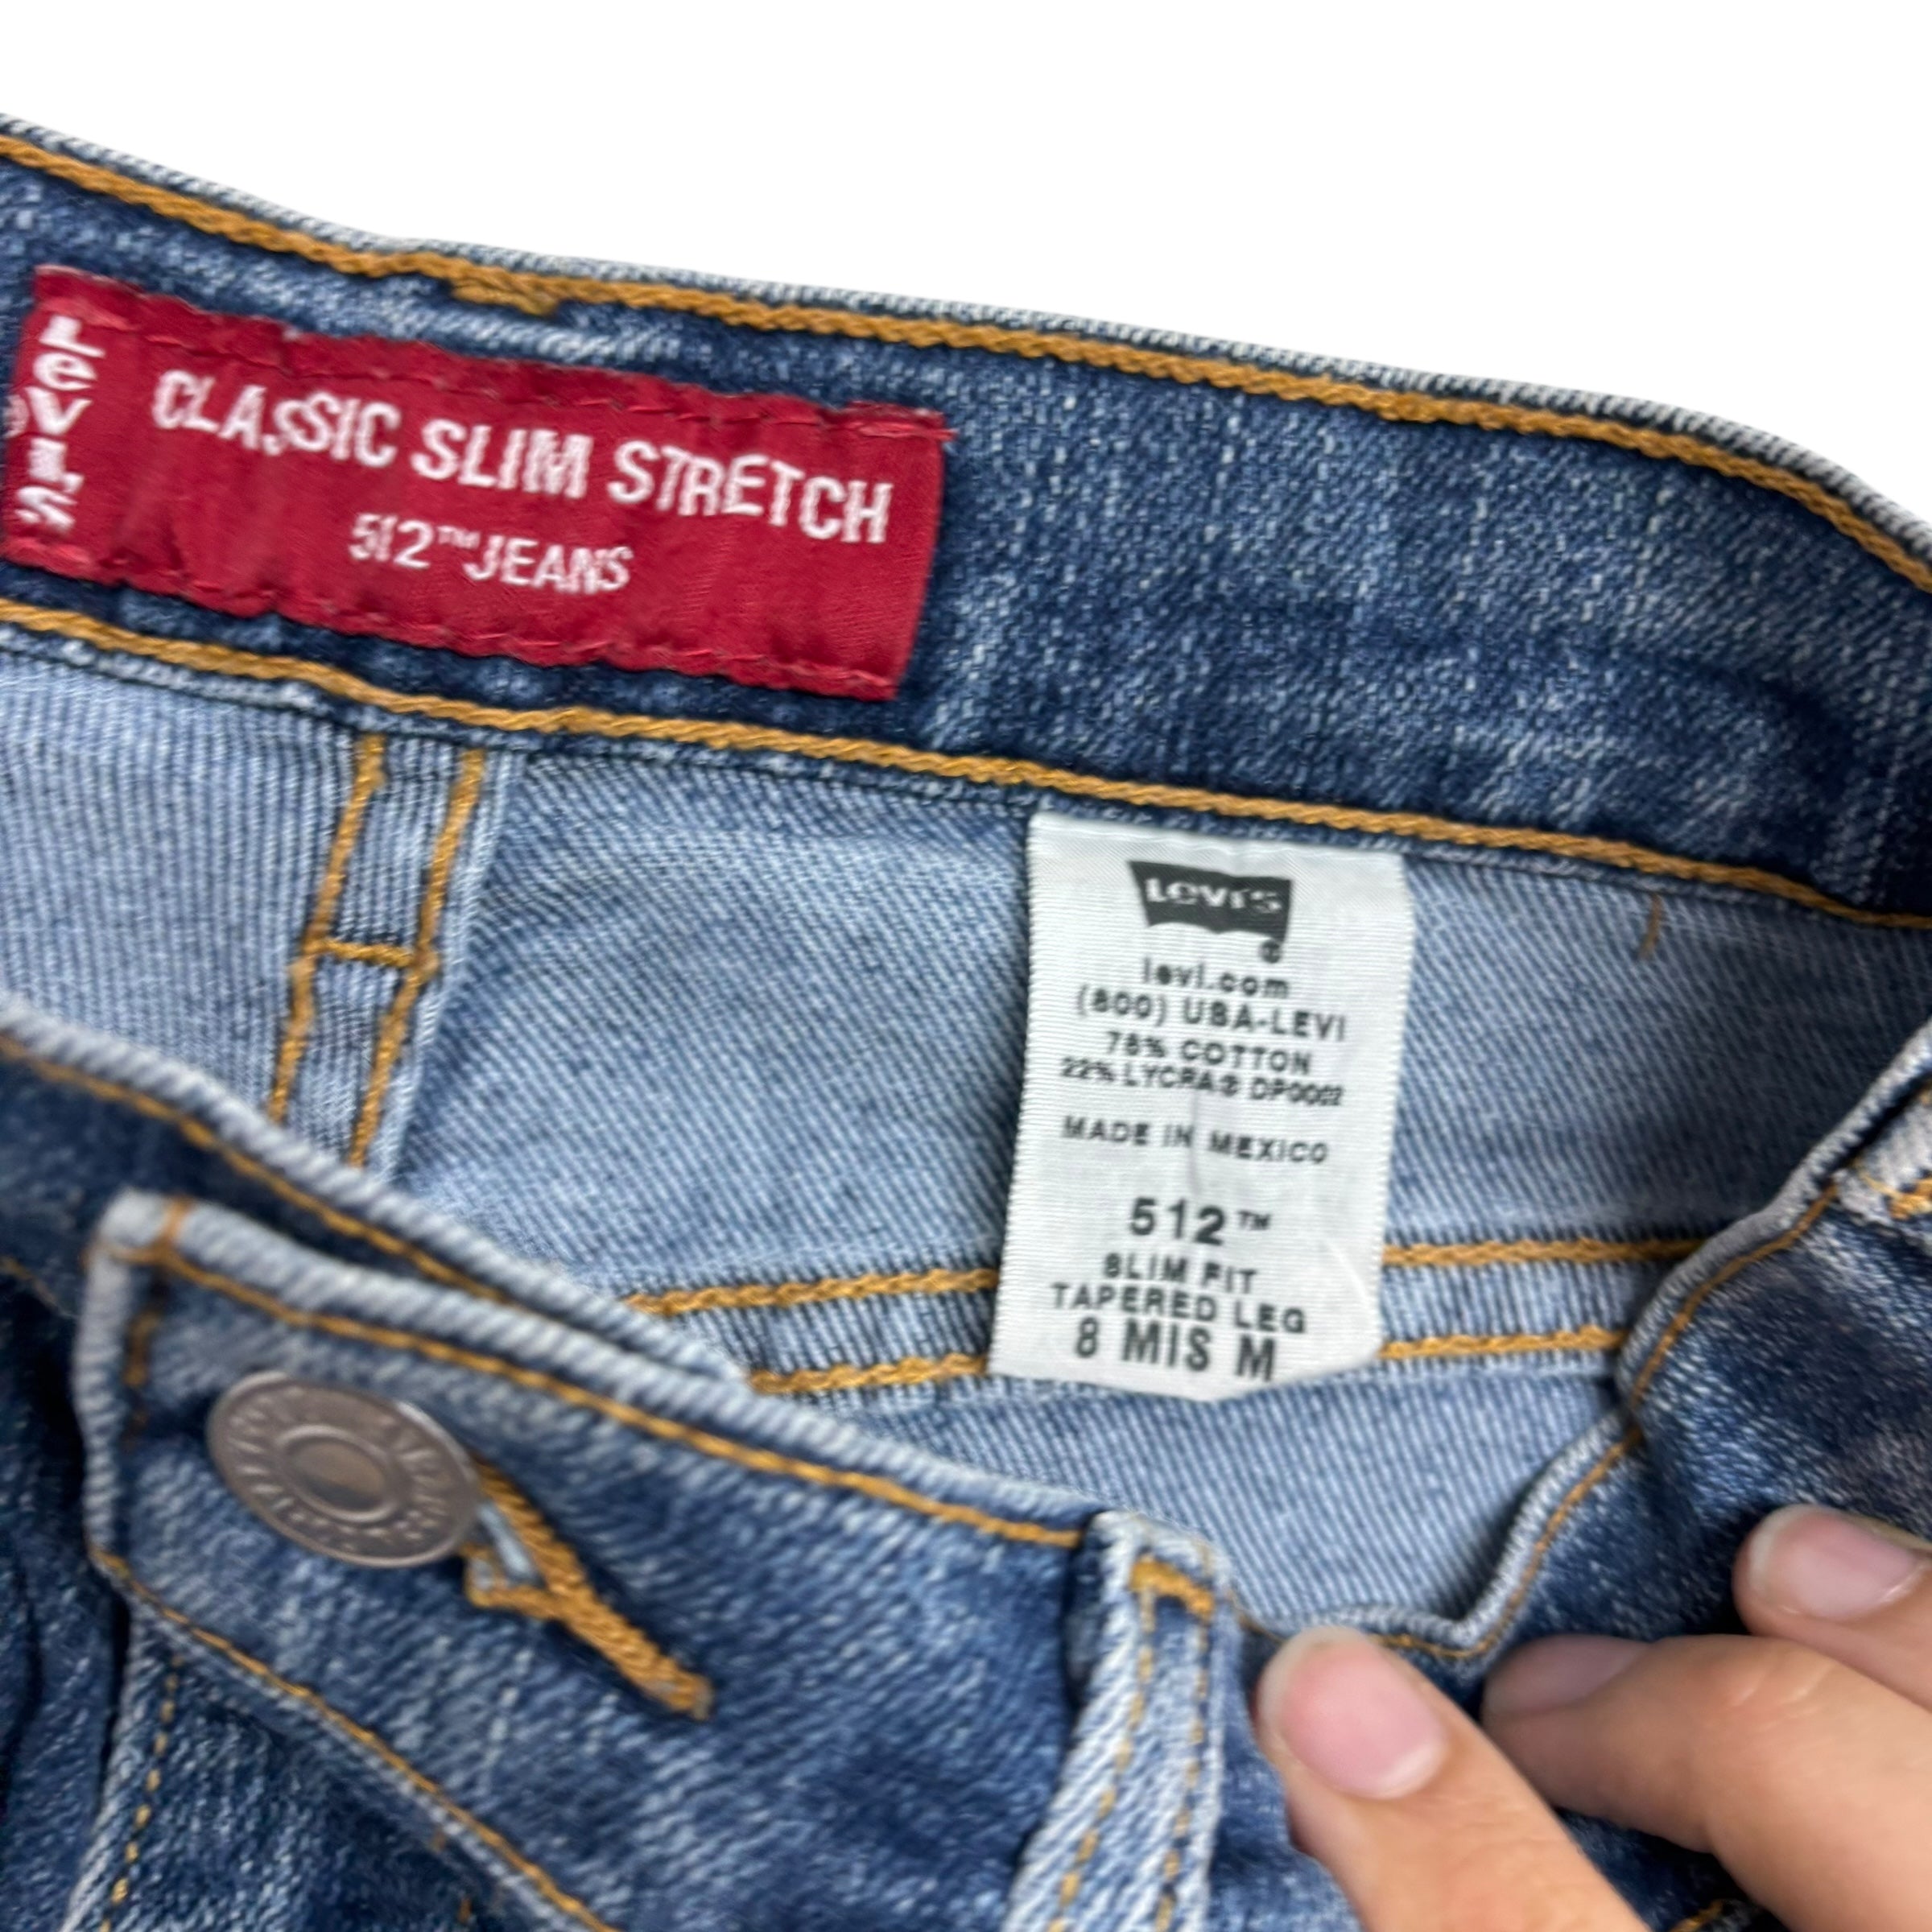 Levi's
CLASSIC SLIM STRETCH
512™ JEANS
Levi's
®
levi.com
(800) USA-LEVI
78% COTTON
22% LYCRA® DP0002
MADE IN MEXICO
512™
SLIM FIT
TAPERED LEG
8 MIS M